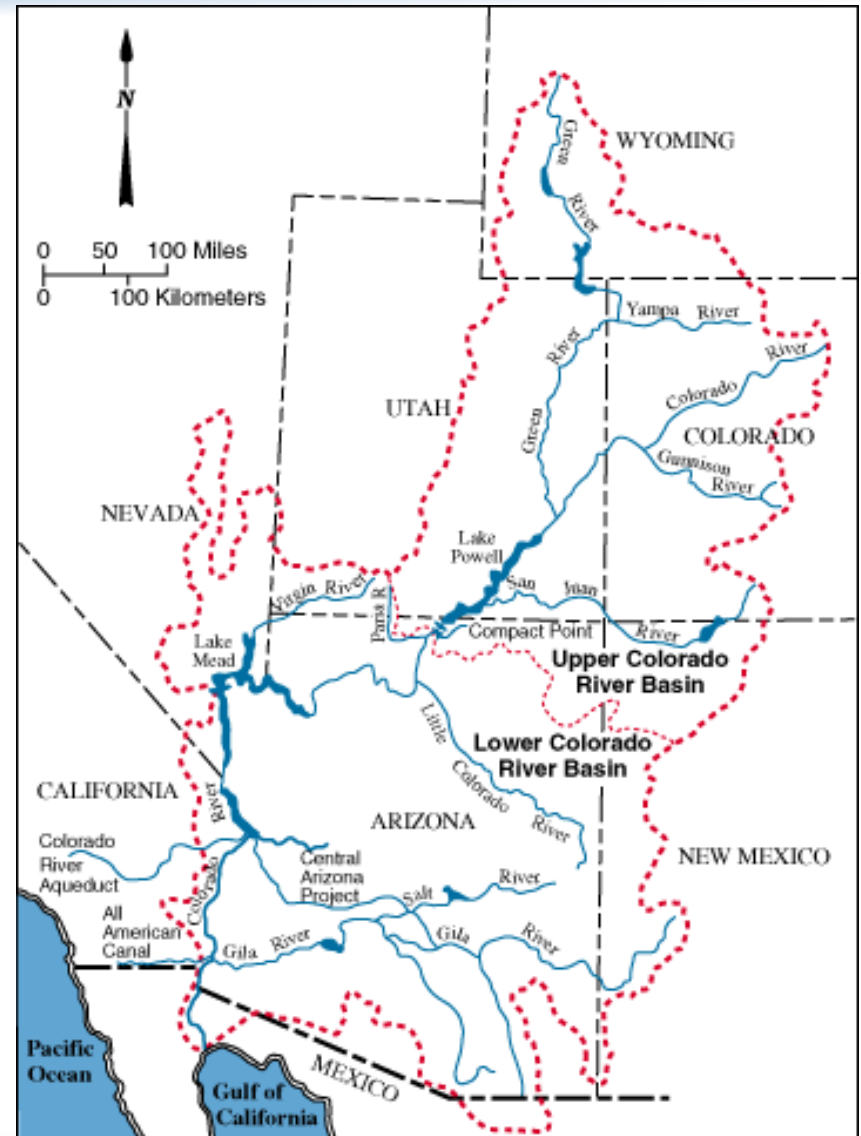 N
0 50 100 Miles
0 100 Kilometers
WYOMING
Green
River
Yampa River
River
Green
Colorado River
COLORADO
Gunnison
River
UTAH
NEVADA
Lake
Powell
San Juan
River
Virgin River
Paria R
Compact Point
Lake
Mead
Upper Colorado
River Basin
Lower Colorado
River Basin
Little
Colorado
River
CALIFORNIA
River
Colorado
ARIZONA
NEW MEXICO
Colorado
River
Aqueduct
Central
Arizona
Project
Salt River
All
American
Canal
Gila River
Gila River
MEXICO
Pacific
Ocean
Gulf of
California